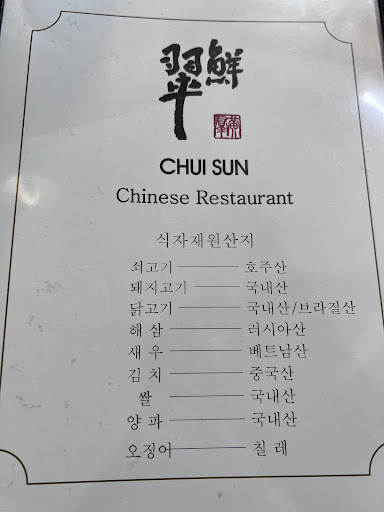 翠鮮
CHUI SUN
Chinese Restaurant
식자재원산지
쇠고기 ――― 호주산
돼지고기 ――― 국내산
닭고기 ――― 국내산/브라질산
해 삼 ――― 러시아산
새 우 ――― 베트남산
김 치 ――― 중국산
쌀 ――― 국내산
양 파 ――― 국내산
오징어 ――― 칠 레